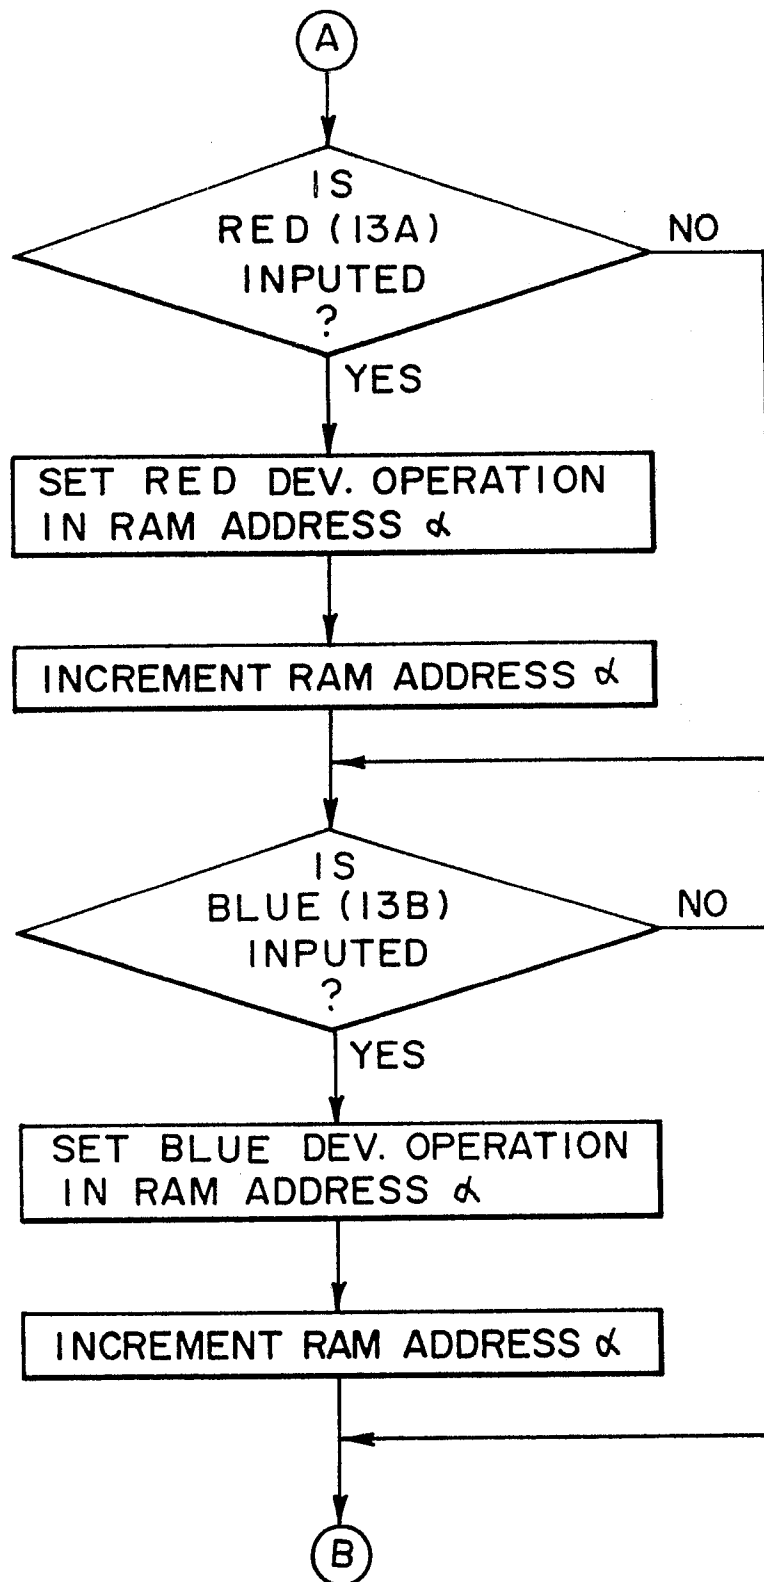 A
IS
RED (13A)
INPUTED
?
NO
YES
SET RED DEV. OPERATION
IN RAM ADDRESS α
INCREMENT RAM ADDRESS α
IS
BLUE (13B)
INPUTED
?
NO
YES
SET BLUE DEV. OPERATION
IN RAM ADDRESS α
INCREMENT RAM ADDRESS α
B